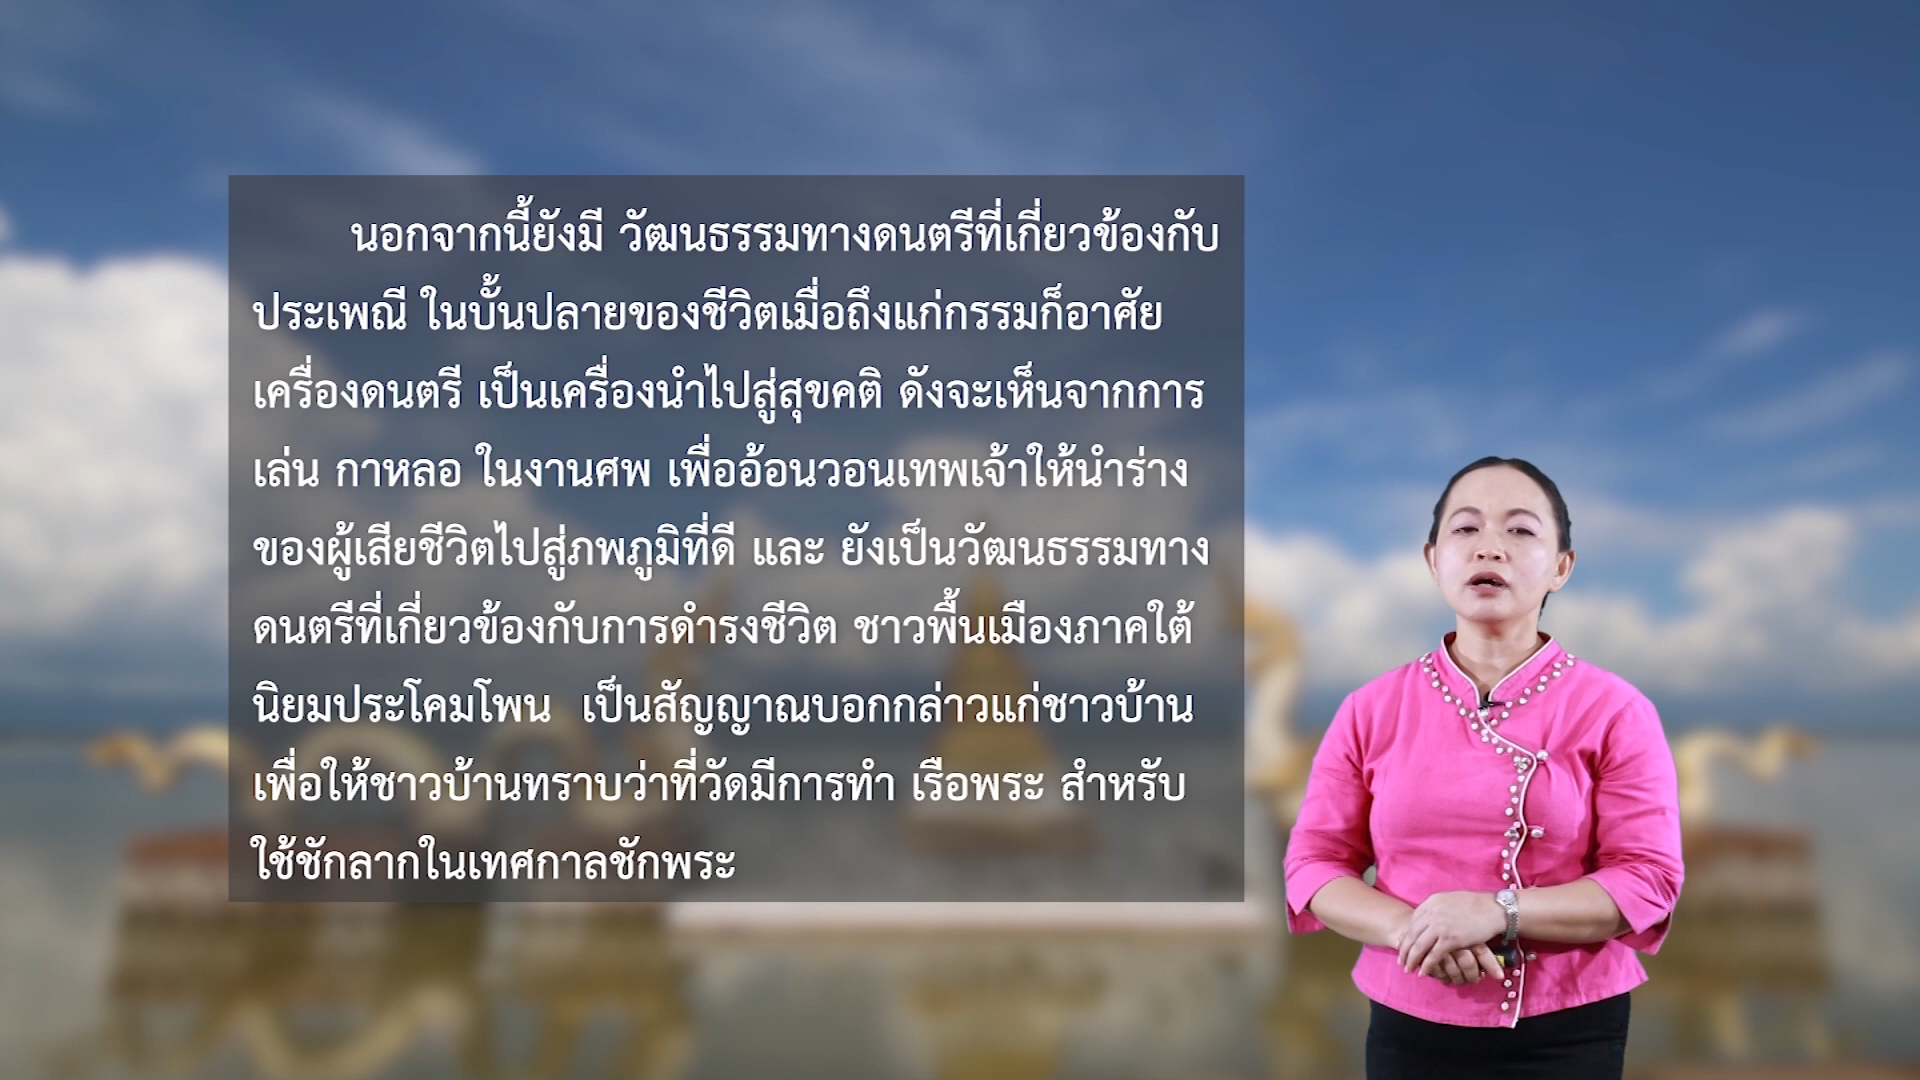 นอกจากนี้ยังมี วัฒนธรรมทางดนตรีที่เกี่ยวข้องกับ
ประเพณี ในบั้นปลายของชีวิตเมื่อถึงแก่กรรมก็อาศัย
เครื่องดนตรี เป็นเครื่องนำไปสู่สุขคติ ดังจะเห็นจากการ
เล่น กาหลอ ในงานศพ เพื่ออ้อนวอนเทพเจ้าให้นำร่าง
ของผู้เสียชีวิตไปสู่ภพภูมิที่ดี และ ยังเป็นวัฒนธรรมทาง
ดนตรีที่เกี่ยวข้องกับการดำรงชีวิต ชาวพื้นเมืองภาคใต้
นิยมประโคมโพน เป็นสัญญาณบอกกล่าวแก่ชาวบ้าน
เพื่อให้ชาวบ้านทราบว่าที่วัดมีการทำ เรือพระ สำหรับ
ใช้ชักลากในเทศกาลชักพระ